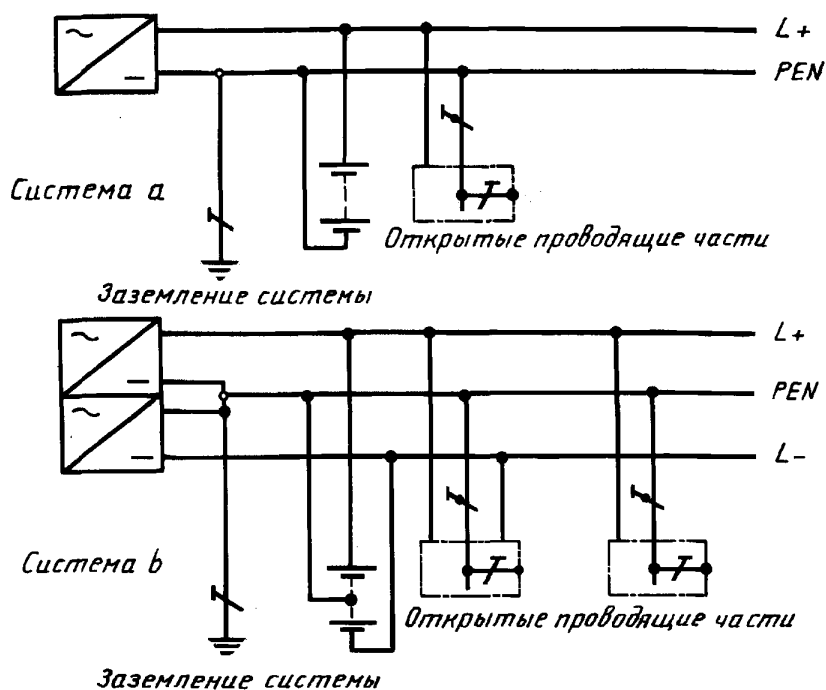 L+
PEN
Система а
Открытые проводящие части
Заземление системы
L+
PEN
L-
Система b
Открытые проводящие части
Заземление системы